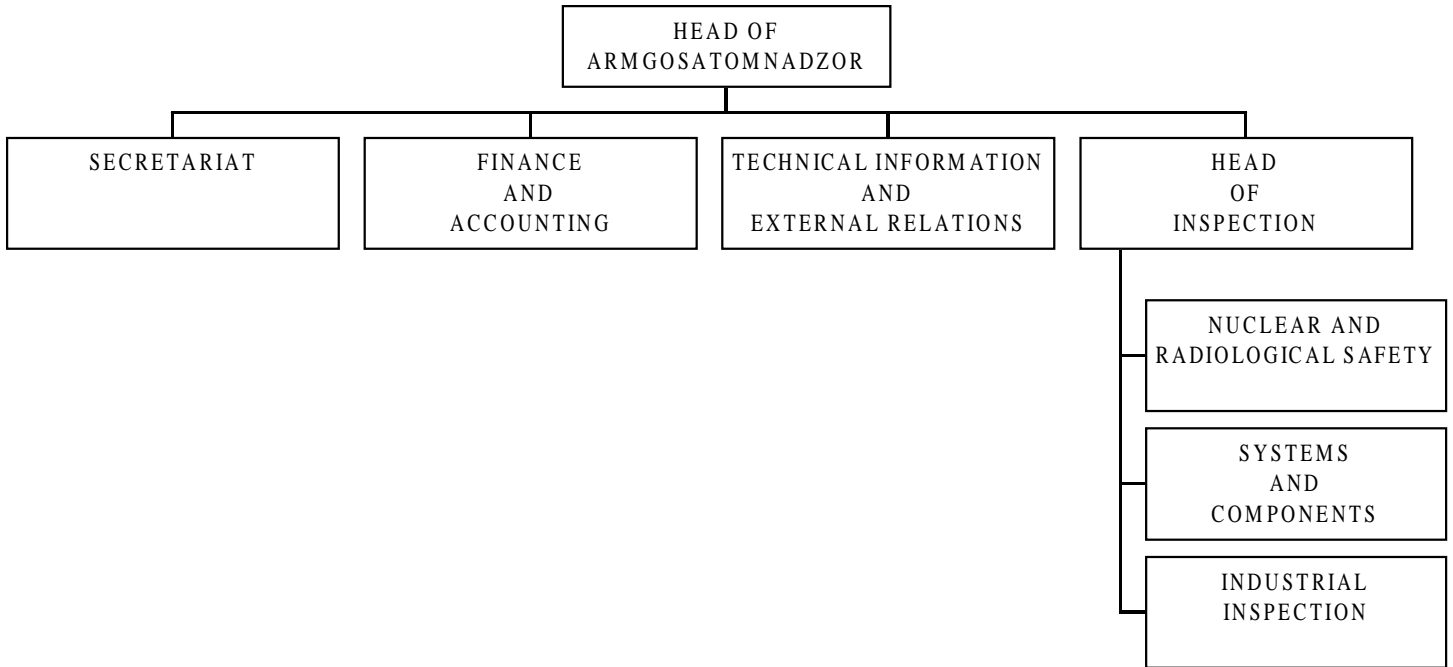 HEAD OF
ARMGOSATOMNADZOR
SECRETARIAT
FINANCE
AND
ACCOUNTING
TECHNICAL INFORMATION
AND
EXTERNAL RELATIONS
HEAD
OF
INSPECTION
NUCLEAR AND
RADIOLOGICAL SAFETY
SYSTEMS
AND
COMPONENTS
INDUSTRIAL
INSPECTION